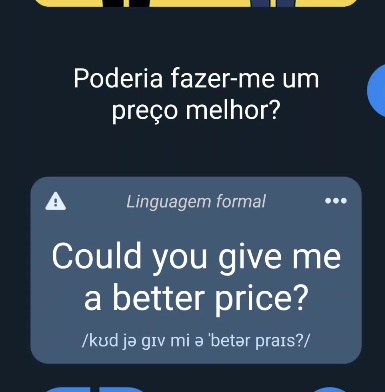 Poderia fazer-me um
preço melhor?
Linguagem formal
Could you give me
a better price?
/kʊd jə gɪv mi ə ˈbetər praɪs?/